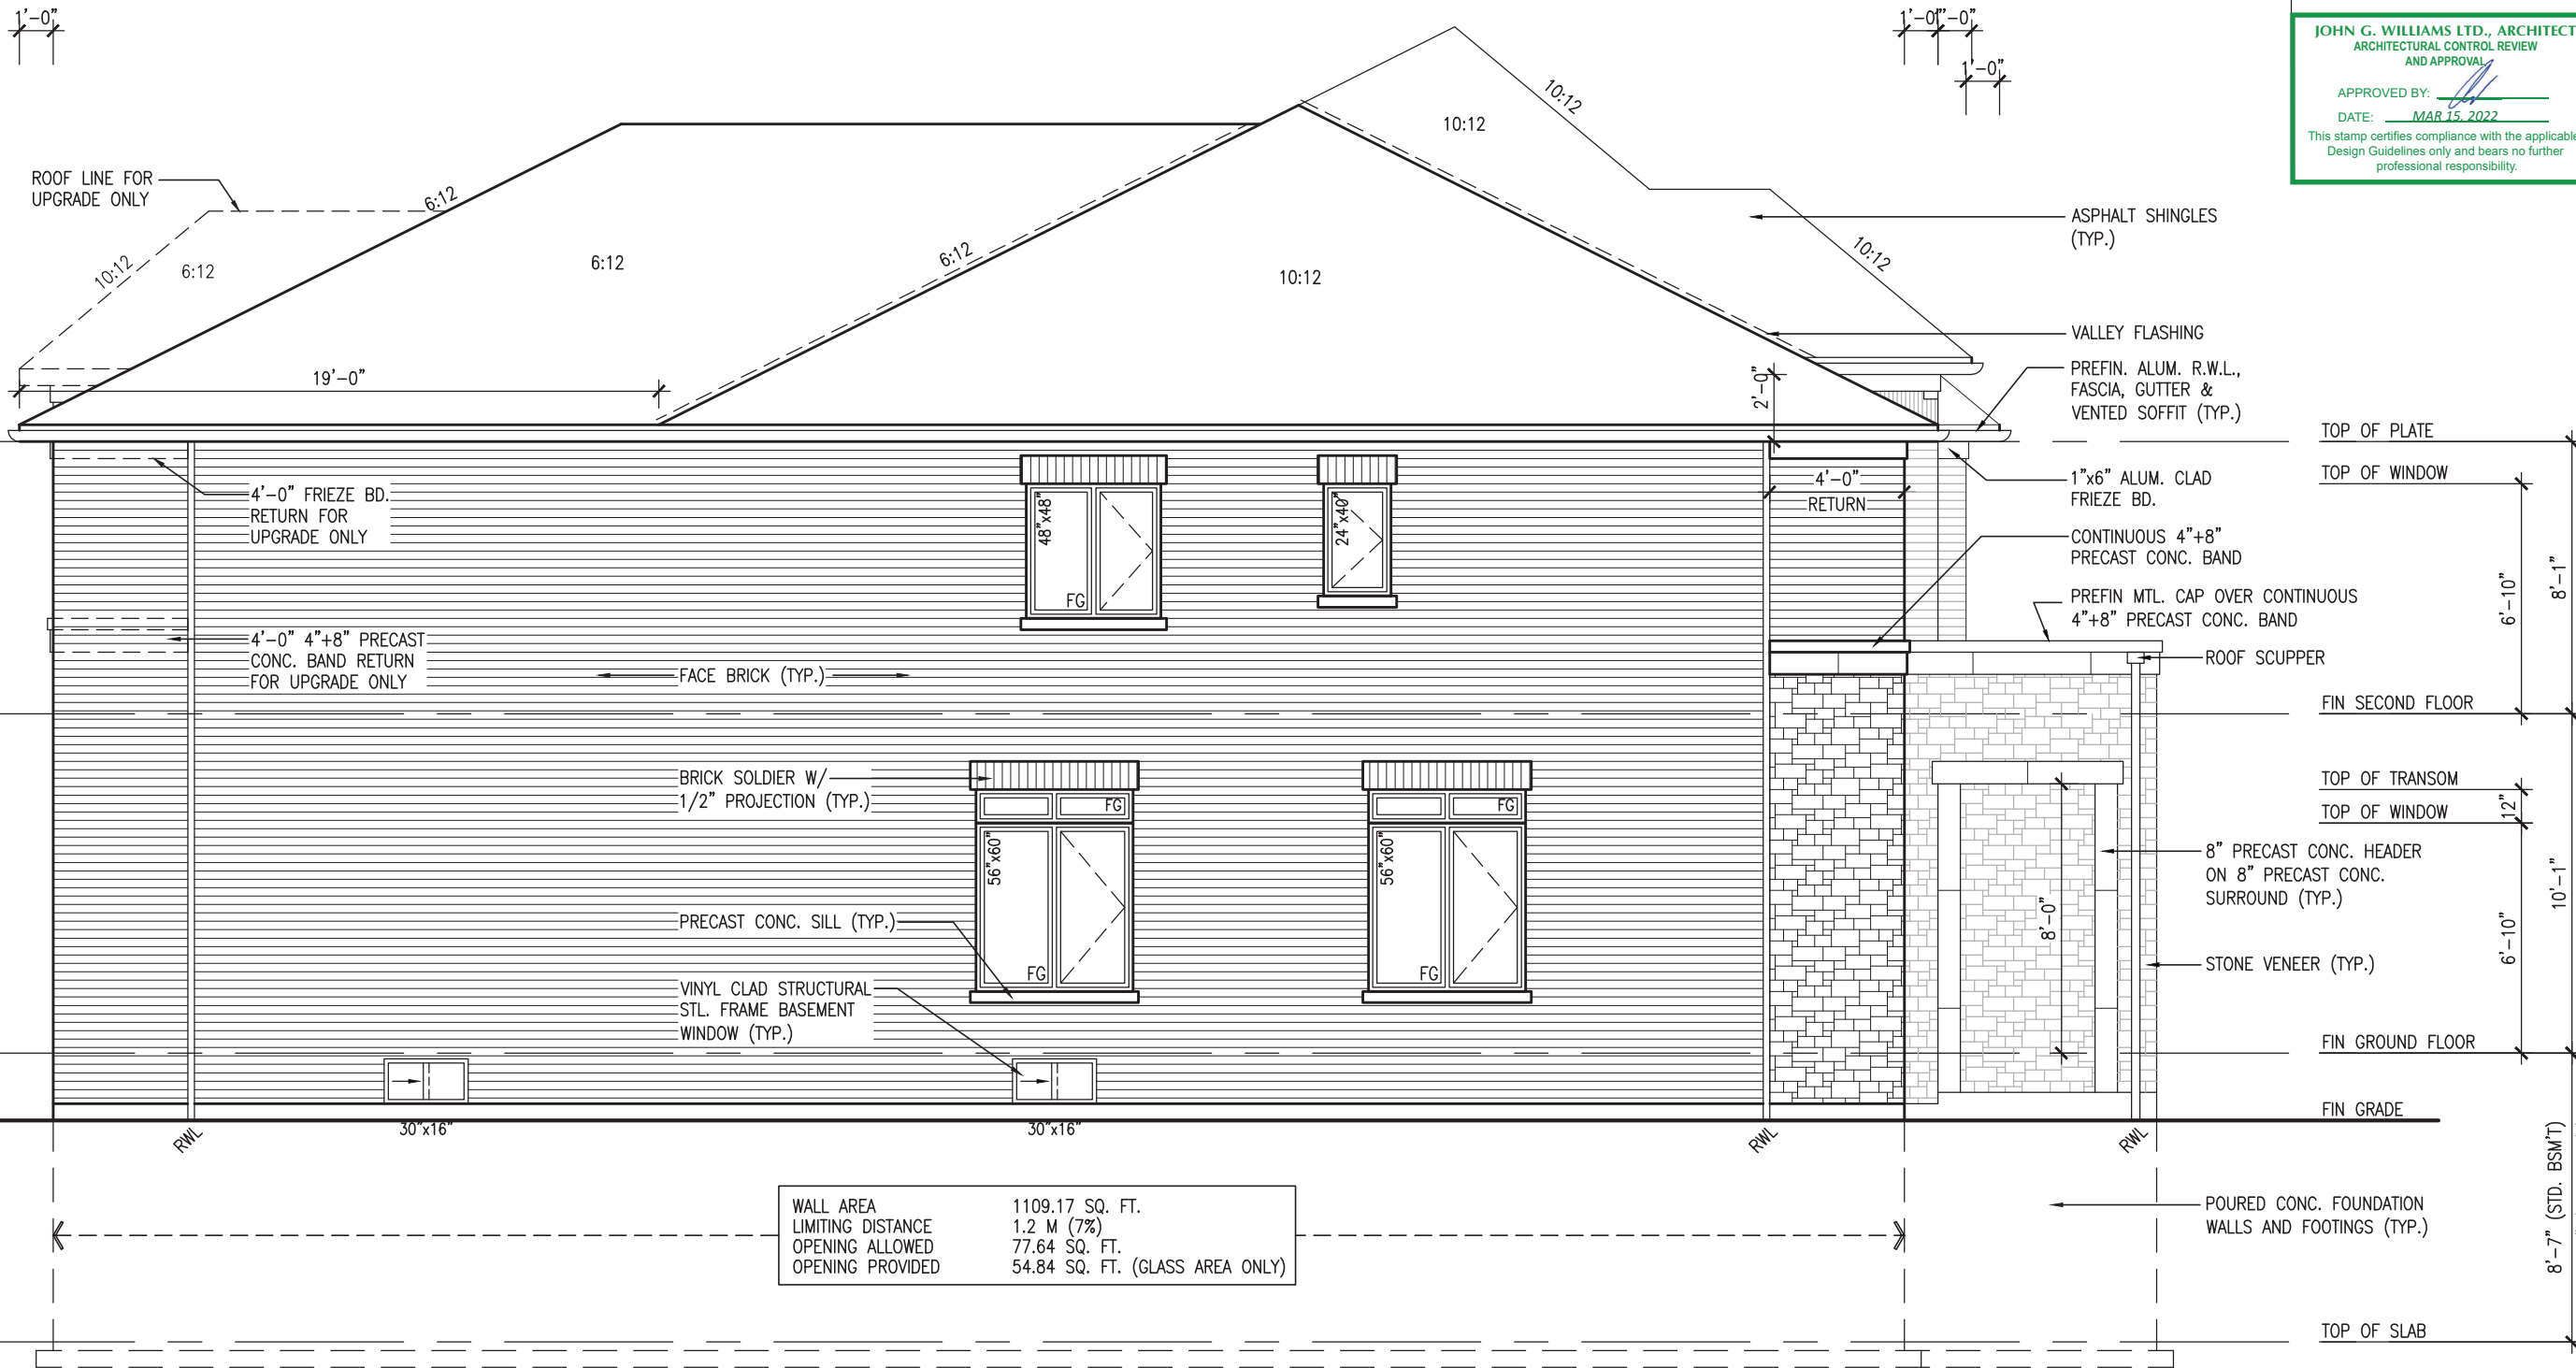 1'-0"
1'-0"
1'-0"
1'-0"
JOHN G. WILLIAMS LTD., ARCHITECT
ARCHITECTURAL CONTROL REVIEW
AND APPROVAL
APPROVED BY:
DATE: MAR 15, 2022
This stamp certifies compliance with the applicable
Design Guidelines only and bears no further
professional responsibility.
10:12
10:12
ROOF LINE FOR
UPGRADE ONLY
6:12
10:12
6:12
6:12
6:12
10:12
10:12
ASPHALT SHINGLES
(TYP.)
VALLEY FLASHING
19'-0"
2'-0"
PREFIN. ALUM. R.W.L.,
FASCIA, GUTTER &
VENTED SOFFIT (TYP.)
TOP OF PLATE
TOP OF WINDOW
4'-0" FRIEZE BD.
RETURN FOR
UPGRADE ONLY
48"x48"
FG
24"x40"
4'-0"
RETURN
1"x6" ALUM. CLAD
FRIEZE BD.
CONTINUOUS 4"+8"
PRECAST CONC. BAND
PREFIN MTL. CAP OVER CONTINUOUS
4"+8" PRECAST CONC. BAND
6'-10"
8'-1"
4'-0" 4"+8" PRECAST
CONC. BAND RETURN
FOR UPGRADE ONLY
FACE BRICK (TYP.)
ROOF SCUPPER
FIN SECOND FLOOR
BRICK SOLDIER W/
1/2" PROJECTION (TYP.)
FG
56"x60"
FG
FG
56"x60"
FG
TOP OF TRANSOM
12"
TOP OF WINDOW
8" PRECAST CONC. HEADER
ON 8" PRECAST CONC.
SURROUND (TYP.)
8'-0"
6'-10"
10'-1"
PRECAST CONC. SILL (TYP.)
STONE VENEER (TYP.)
VINYL CLAD STRUCTURAL
STL. FRAME BASEMENT
WINDOW (TYP.)
FIN GROUND FLOOR
FIN GRADE
RWL
30"x16"
30"x16"
RWL
RWL
WALL AREA 1109.17 SQ. FT.
LIMITING DISTANCE 1.2 M (7%)
OPENING ALLOWED 77.64 SQ. FT.
OPENING PROVIDED 54.84 SQ. FT. (GLASS AREA ONLY)
POURED CONC. FOUNDATION
WALLS AND FOOTINGS (TYP.)
8'-7" (STD. BSM'T)
TOP OF SLAB